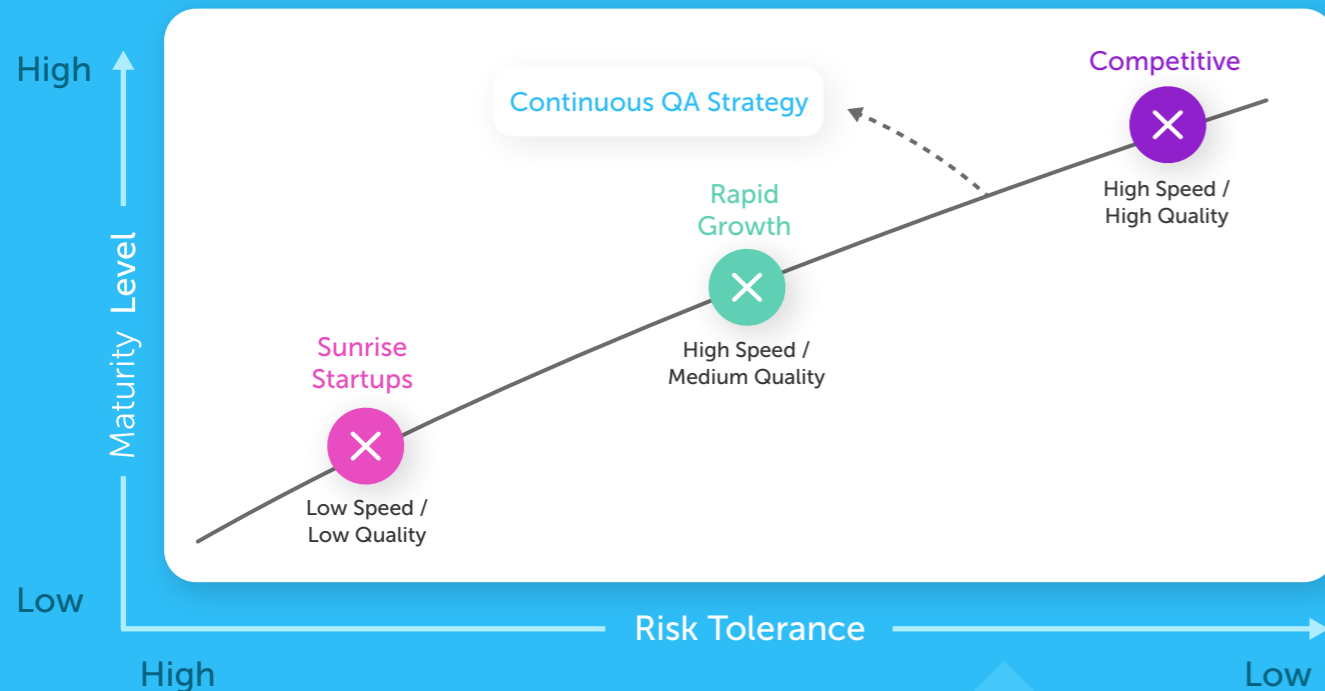 High
Competitive
Continuous QA Strategy
High Speed /
High Quality
Rapid
Growth
Maturity Level
High Speed /
Medium Quality
Sunrise
Startups
Low Speed /
Low Quality
Low
Risk Tolerance
High
Low